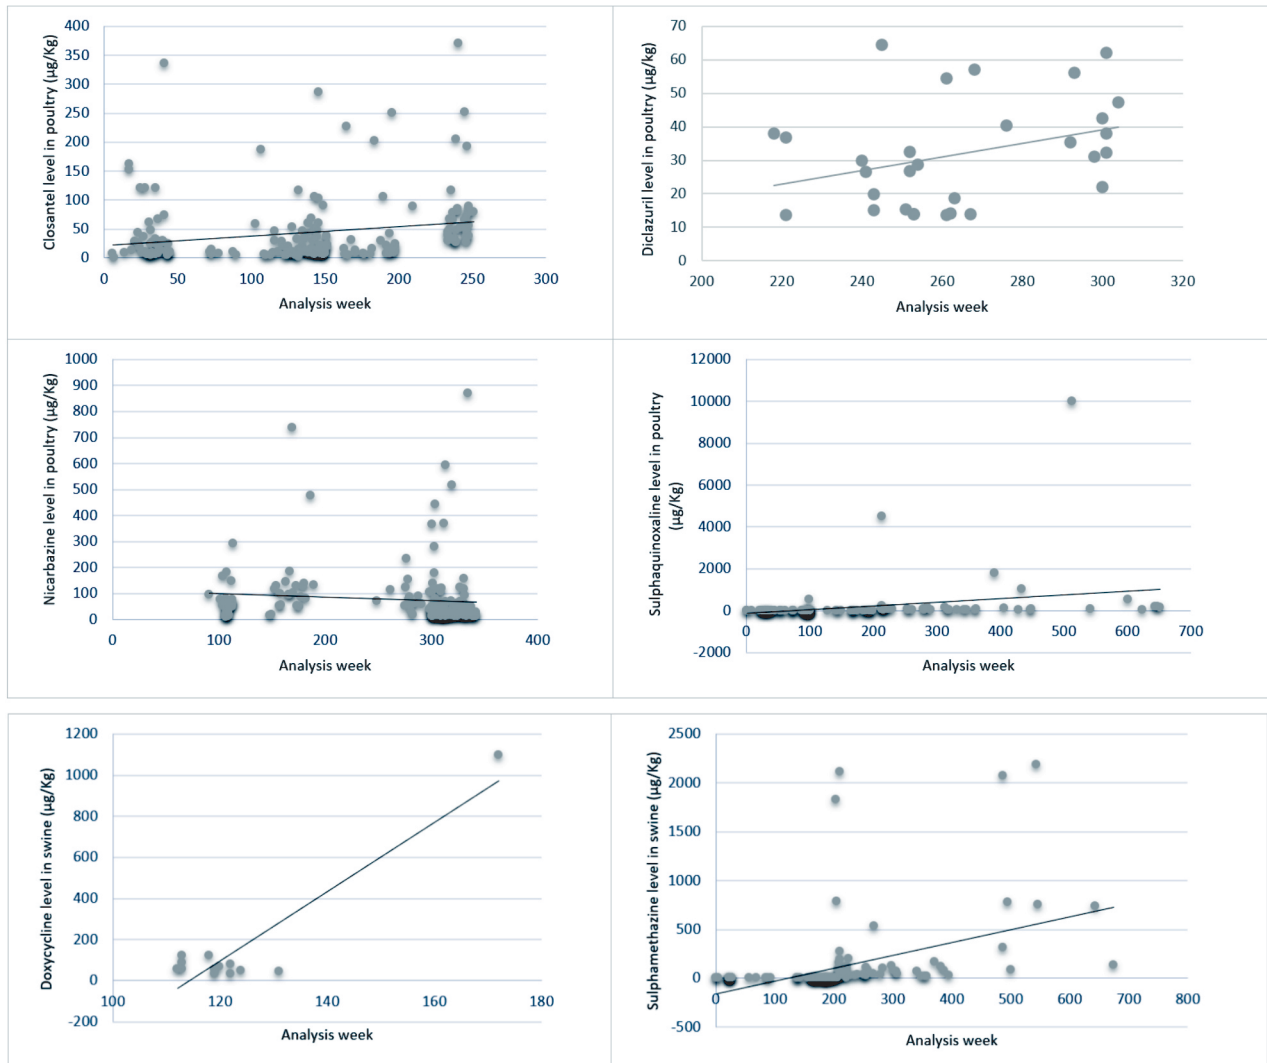 Closantel level in poultry (µg/Kg)
400
350
300
250
200
150
100
50
0
0 50 100 150 200 250 300
Analysis week
Diclazuril level in poultry (µg/kg)
70
60
50
40
30
20
10
0
200 220 240 260 280 300 320
Analysis week
Nicarbazine level in poultry (µg/Kg)
1000
900
800
700
600
500
400
300
200
100
0
0 100 200 300 400
Analysis week
Sulphaquinoxaline level in poultry
(µg/Kg)
12000
10000
8000
6000
4000
2000
0
-2000
0 100 200 300 400 500 600 700
Analysis week
Doxycycline level in swine (µg/Kg)
1200
1000
800
600
400
200
0
-200
100 120 140 160 180
Analysis week
Sulphamethazine level in swine (µg/Kg)
2500
2000
1500
1000
500
0
-500
0 100 200 300 400 500 600 700 800
Analysis week